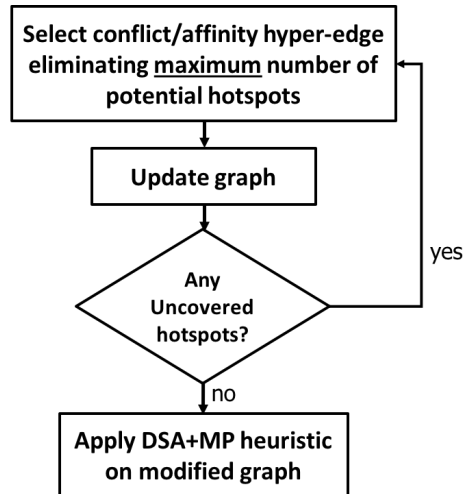 Select conflict/affinity hyper-edge
eliminating maximum number of
potential hotspots
Update graph
Any
Uncovered
hotspots?
yes
no
Apply DSA+MP heuristic
on modified graph